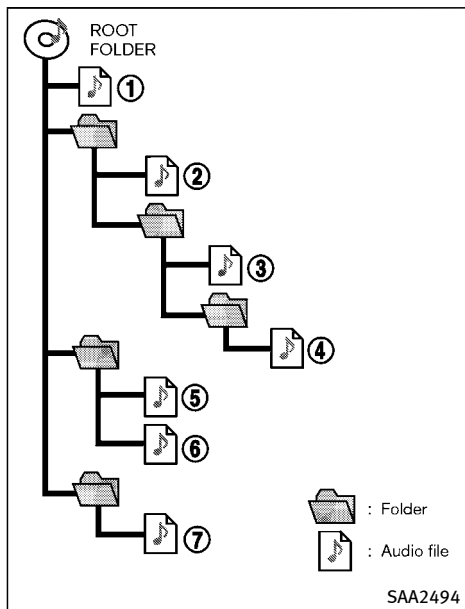 ROOT
FOLDER
①
②
③
④
⑤
⑥
⑦
: Folder
: Audio file
SAA2494